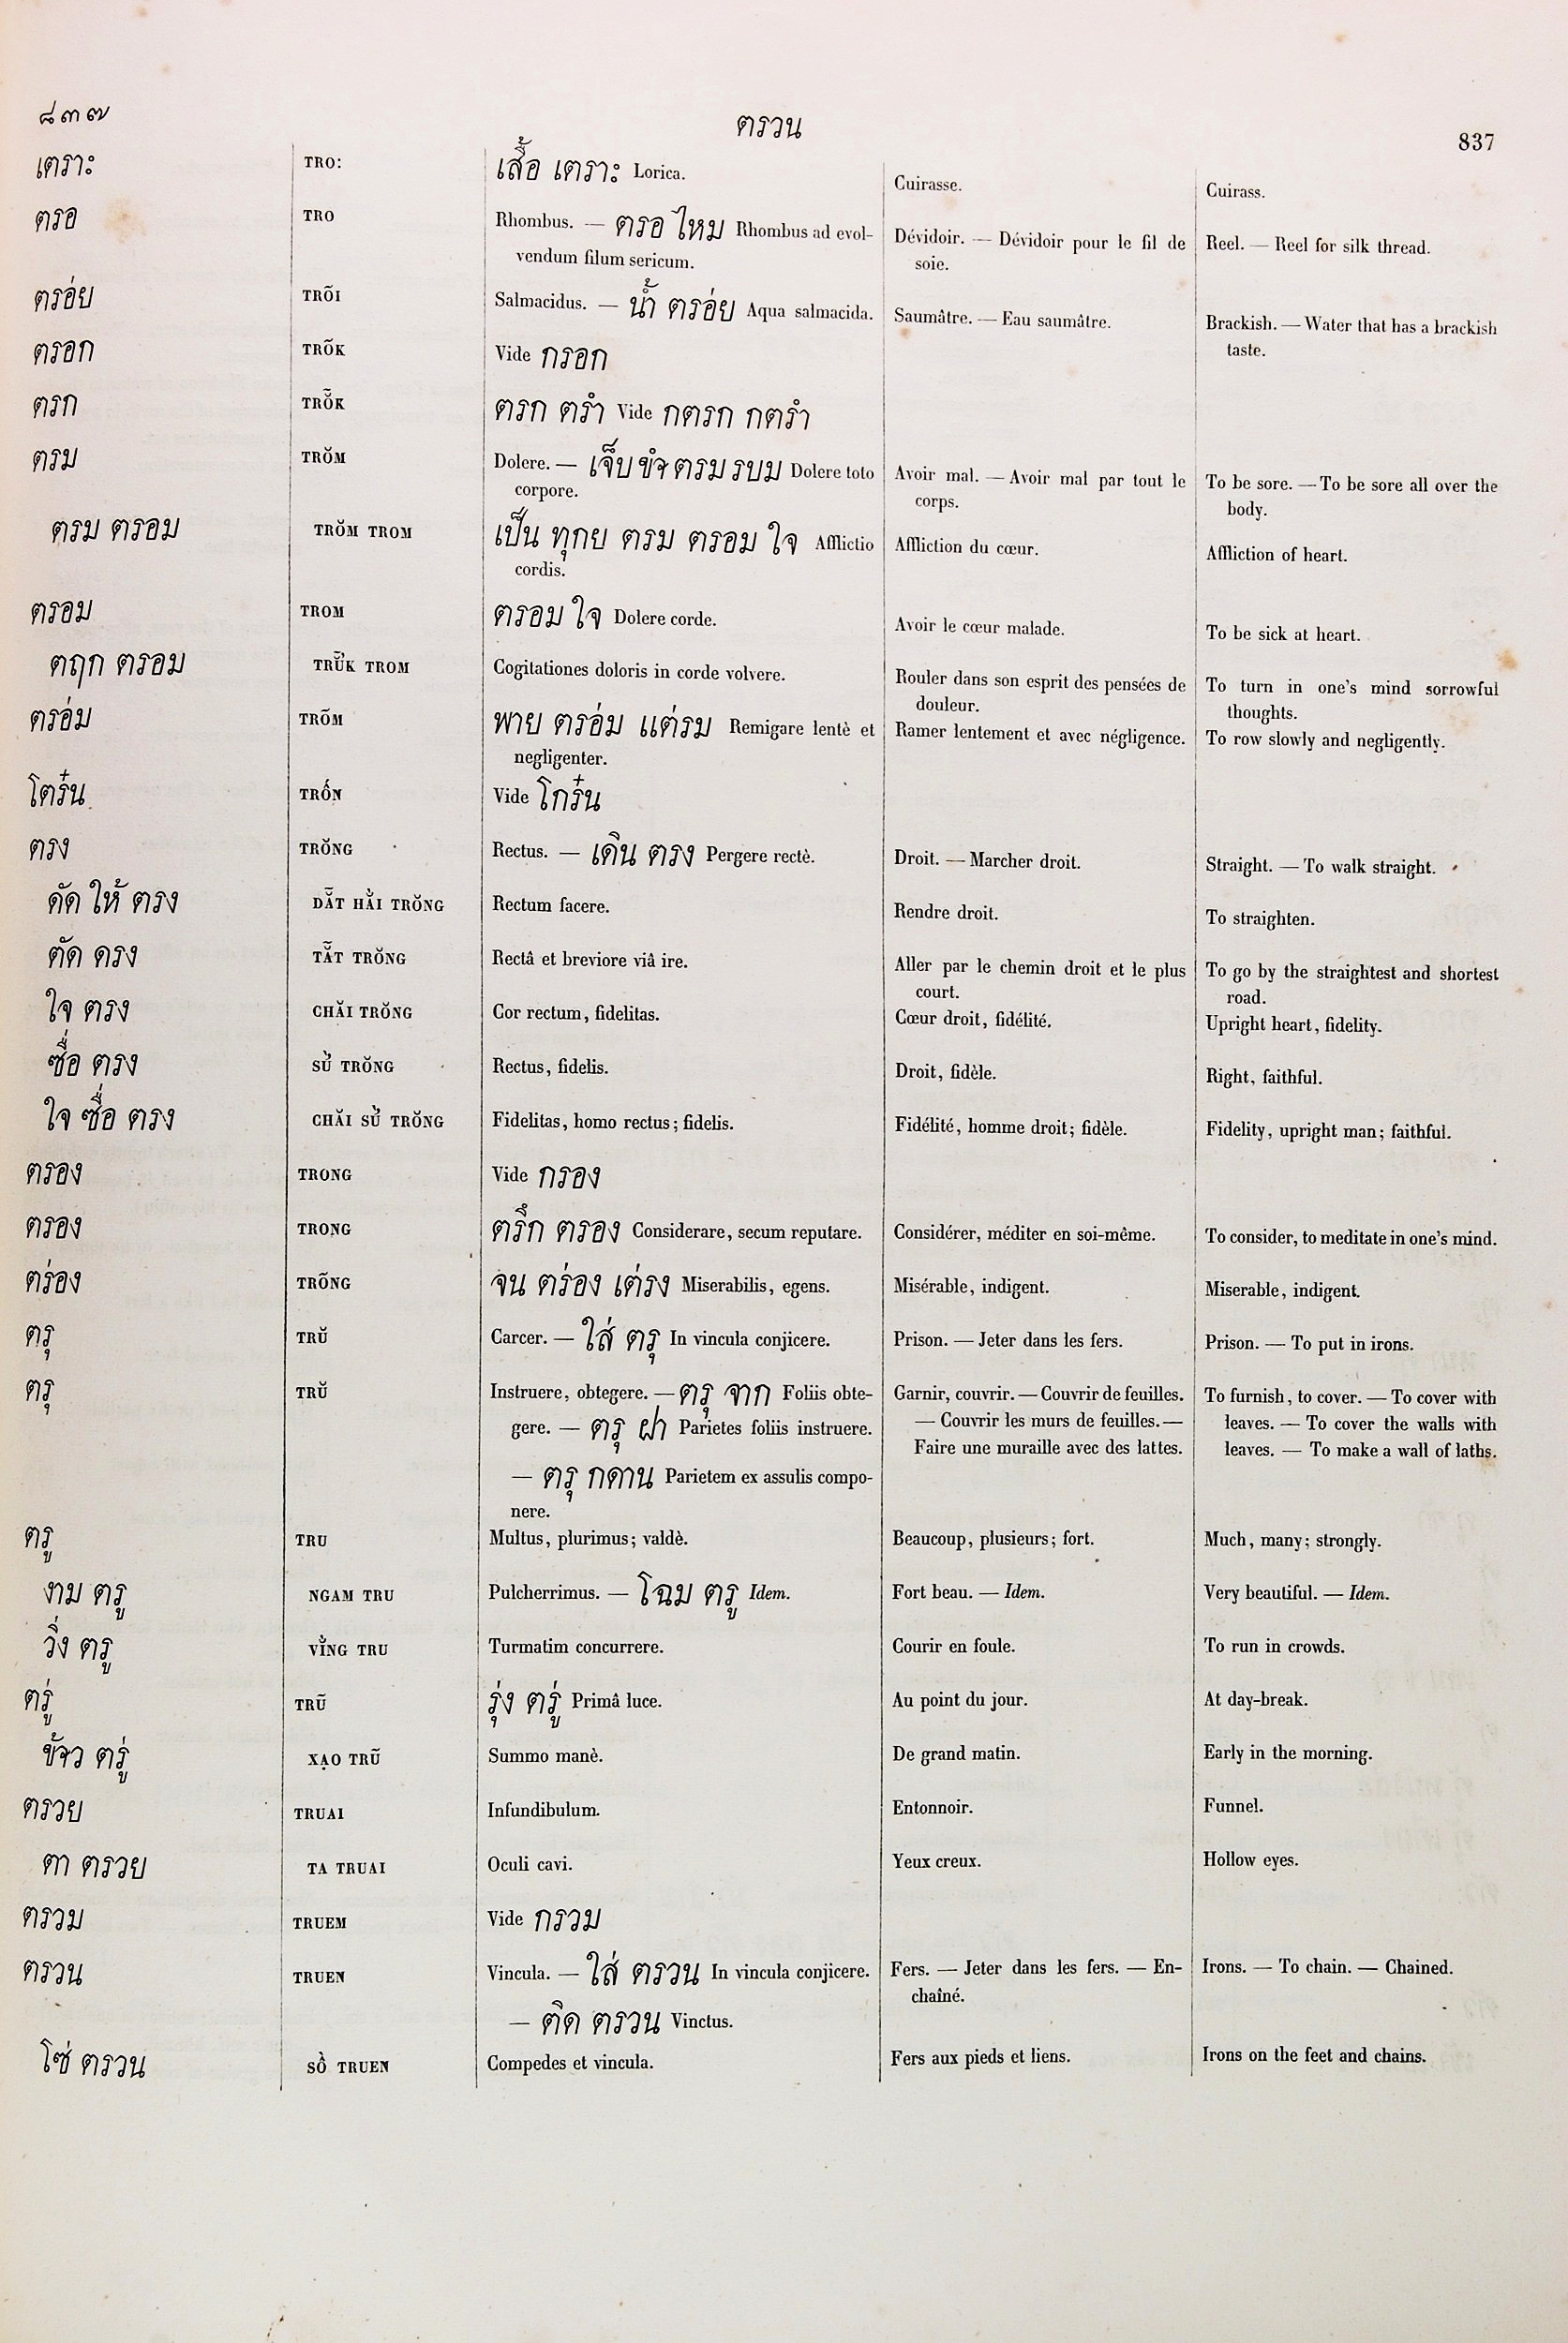 ๘๓๗ ตรวน 837
เตราะ TRO: เสื้อ เตราะ Lorica. Cuirasse. Cuirass.
ตรอ TRO Rhombus. — ตรอ ไหม Rhombus ad evol- Dévidoir. — Dévidoir pour le fil de Reel. — Reel for silk thread.
vendum filum sericum. soie.
ตรอ่ย TRÕI Salmacidus. — น้ำ ตรอ่ย Aqua salmacida. Saumâtre. — Eau saumâtre. Brackish. — Water that has a brackish
taste.
ตรอก TRÕK Vide กรอก
ตรก TRŎ̃K ตรก ตรำ Vide กตรก กตรำ
ตรม TRŎM Dolere. — เจ็บ ขำ ตรม รบม Dolere toto Avoir mal. — Avoir mal par tout le To be sore. — To be sore all over the
corpore. corps. body.
ตรม ตรอม TRŎM TROM เป็น ทุกย ตรม ตรอม ใจ Afflictio Affliction du cœur. Affliction of heart.
cordis.
ตรอม TROM ตรอม ใจ Dolere corde. Avoir le cœur malade. To be sick at heart.
ตฤก ตรอม TRŬ̃K TROM Cogitationes doloris in corde volvere. Rouler dans son esprit des pensées de To turn in one's mind sorrowful
douleur. thoughts.
ตรอ่ม TRÕM พาย ตรอ่ม แต่รม Remigare lentè et Ramer lentement et avec négligence. To row slowly and negligently.
negligenter.
โตร๋น TRỐN Vide โกร๋น
ตรง TRŎNG Rectus. — เดิน ตรง Pergere rectè. Droit. — Marcher droit. Straight. — To walk straight.
ดัด ให้ ตรง DẴT HẢI TRŎNG Rectum facere. Rendre droit. To straighten.
ตัด ตรง TẴT TRŎNG Rectâ et breviore viâ ire. Aller par le chemin droit et le plus To go by the straightest and shortest
court. road.
ใจ ตรง CHĂI TRŎNG Cor rectum, fidelitas. Cœur droit, fidélité. Upright heart, fidelity.
ซื่อ ตรง SỪ TRŎNG Rectus, fidelis. Droit, fidèle. Right, faithful.
ใจ ซื่อ ตรง CHĂI SỪ TRŎNG Fidelitas, homo rectus; fidelis. Fidélité, homme droit; fidèle. Fidelity, upright man; faithful.
ตรอง TRONG Vide กรอง
ตรอง TRONG ตรึก ตรอง Considerare, secum reputare. Considérer, méditer en soi-même. To consider, to meditate in one's mind.
ตร่อง TRÕNG จน ตร่อง เต่รง Miserabilis, egens. Misérable, indigent. Miserable, indigent.
ตรุ TRŬ Carcer. — ใส่ ตรุ In vincula conjicere. Prison. — Jeter dans les fers. Prison. — To put in irons.
ตรุ TRŬ Instruere, obtegere. — ตรุ จาก Foliis obte- Garnir, couvrir. — Couvrir de feuilles. To furnish, to cover. — To cover with
gere. — ตรุ ฝา Parietes foliis instruere. — Couvrir les murs de feuilles. — leaves. — To cover the walls with
— ตรุ กดาน Parietem ex assulis compo- Faire une muraille avec des lattes. leaves. — To make a wall of laths.
nere.
ตรู TRU Multus, plurimus; valdè. Beaucoup, plusieurs; fort. Much, many; strongly.
งาม ตรู NGAM TRU Pulcherrimus. — โฉม ตรู Idem. Fort beau. — Idem. Very beautiful. — Idem.
วิ่ง ตรู VÌNG TRU Turmatim concurrere. Courir en foule. To run in crowds.
ตรู่ TRŨ รุ่ง ตรู่ Primâ luce. Au point du jour. At day-break.
TRŨ Summo manè. De grand matin. Early in the morning.
ตรวย TRUAI Infundibulum. Entonnoir. Funnel.
ตา ตรวย TA TRUAI Oculi cavi. Yeux creux. Hollow eyes.
ตรวม TRUEM Vide กรวม
ตรวน TRUEN Vincula. — ใส่ ตรวน In vincula conjicere. Fers. — Jeter dans les fers. — En- Irons. — To chain. — Chained.
— ติด ตรวน Vinctus. chaîné.
โซ่ ตรวน SÒ TRUEN Compedes et vincula. Fers aux pieds et liens. Irons on the feet and chains.